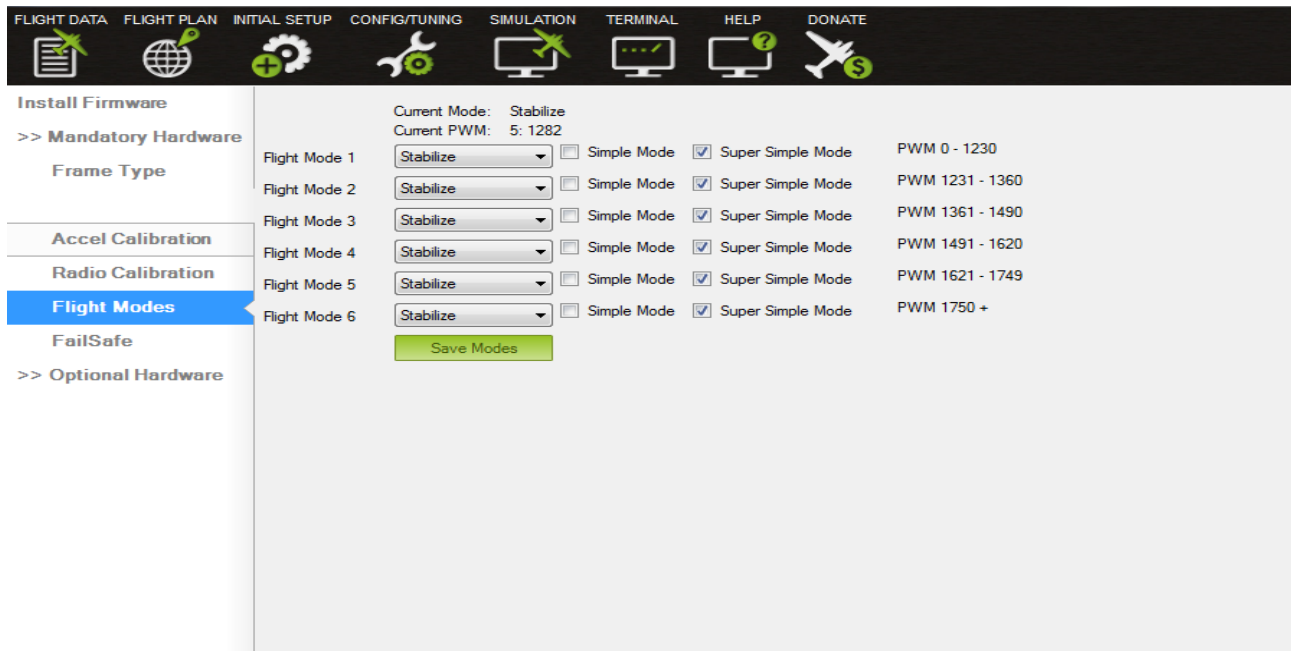 FLIGHT DATA FLIGHT PLAN INITIAL SETUP CONFIG/TUNING SIMULATION TERMINAL HELP DONATE
Install Firmware
>> Mandatory Hardware
Frame Type
Accel Calibration
Radio Calibration
Flight Modes
FailSafe
>> Optional Hardware
Current Mode: Stabilize
Current PWM: 5: 1282
Flight Mode 1 Stabilize Simple Mode Super Simple Mode PWM 0 - 1230
Flight Mode 2 Stabilize Simple Mode Super Simple Mode PWM 1231 - 1360
Flight Mode 3 Stabilize Simple Mode Super Simple Mode PWM 1361 - 1490
Flight Mode 4 Stabilize Simple Mode Super Simple Mode PWM 1491 - 1620
Flight Mode 5 Stabilize Simple Mode Super Simple Mode PWM 1621 - 1749
Flight Mode 6 Stabilize Simple Mode Super Simple Mode PWM 1750 +
Save Modes